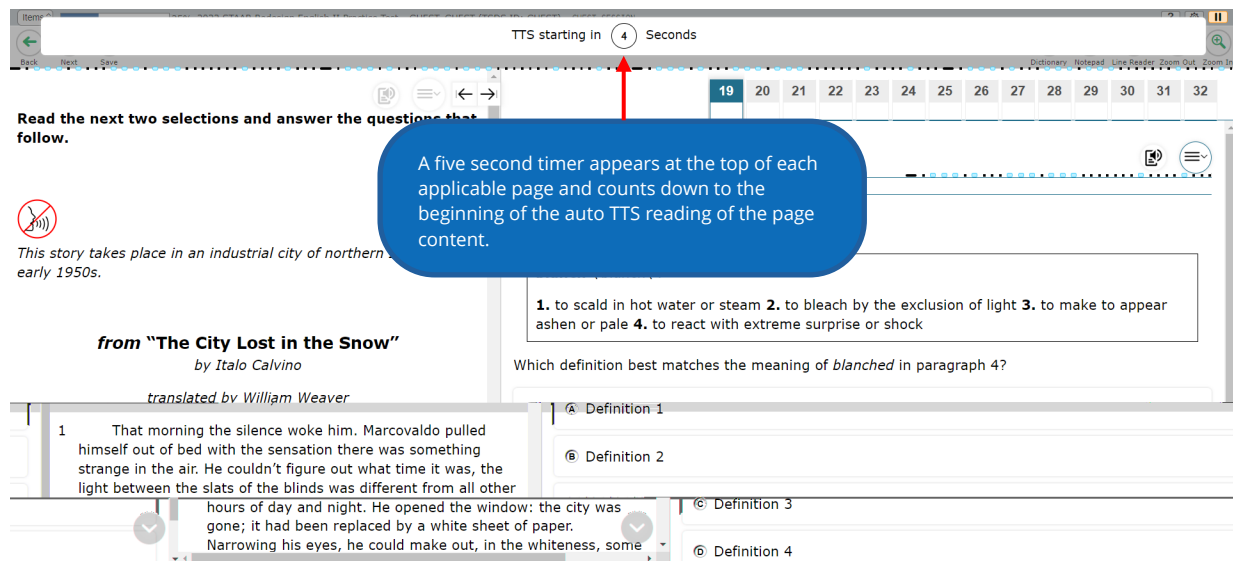 TTS starting in 4 Seconds
Back Next Save
Dictionary Notepad Line Reader Zoom Out Zoom In
19 20 21 22 23 24 25 26 27 28 29 30 31 32
Read the next two selections and answer the questions that
follow.
A five second timer appears at the top of each
applicable page and counts down to the
beginning of the auto TTS reading of the page
content.
This story takes place in an industrial city of northern
early 1950s.
from “The City Lost in the Snow”
by Italo Calvino
translated by William Weaver
1 That morning the silence woke him. Marcovaldo pulled
himself out of bed with the sensation there was something
strange in the air. He couldn’t figure out what time it was, the
light between the slats of the blinds was different from all other
hours of day and night. He opened the window: the city was
gone; it had been replaced by a white sheet of paper.
Narrowing his eyes, he could make out, in the whiteness, some
1. to scald in hot water or steam 2. to bleach by the exclusion of light 3. to make to appear
ashen or pale 4. to react with extreme surprise or shock
Which definition best matches the meaning of blanched in paragraph 4?
A Definition 1
B Definition 2
C Definition 3
D Definition 4